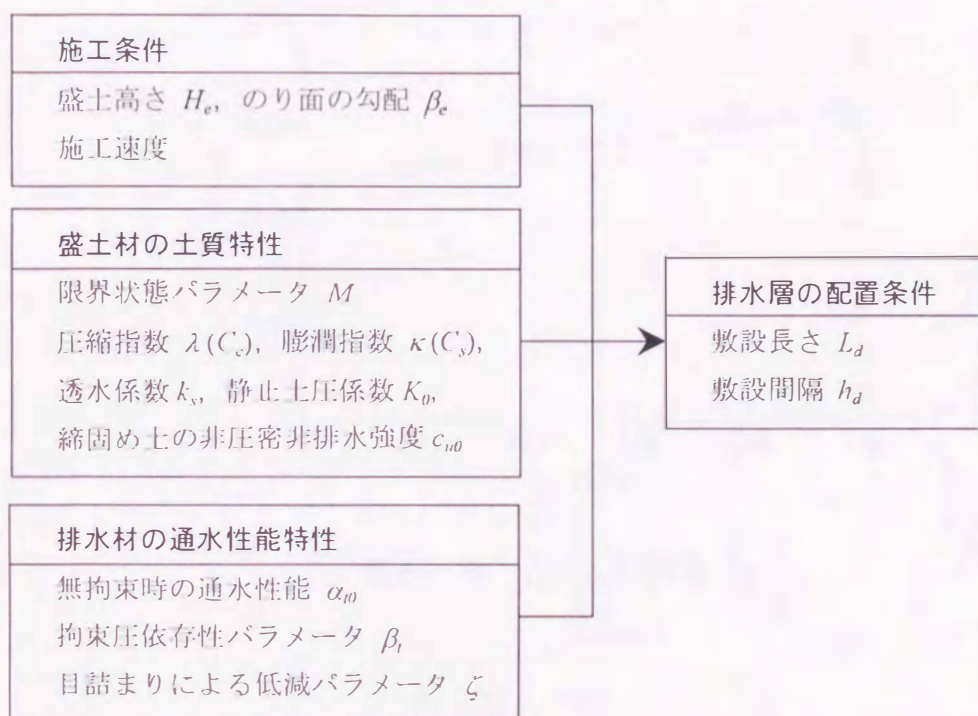 施工条件
盛土高さ H_e, のり面の勾配 β_e
施工速度
盛土材の土質特性
限界状態パラメータ M
圧縮指数 λ(C_c), 膨潤指数 κ(C_s),
透水係数 k_s, 静止土圧係数 K_0,
締固め土の非圧密非排水強度 c_{u0}
排水材の通水性能特性
無拘束時の通水性能 α_{t0}
拘束圧依存性パラメータ β_t
目詰まりによる低減パラメータ ζ
排水層の配置条件
敷設長さ L_d
敷設間隔 h_d